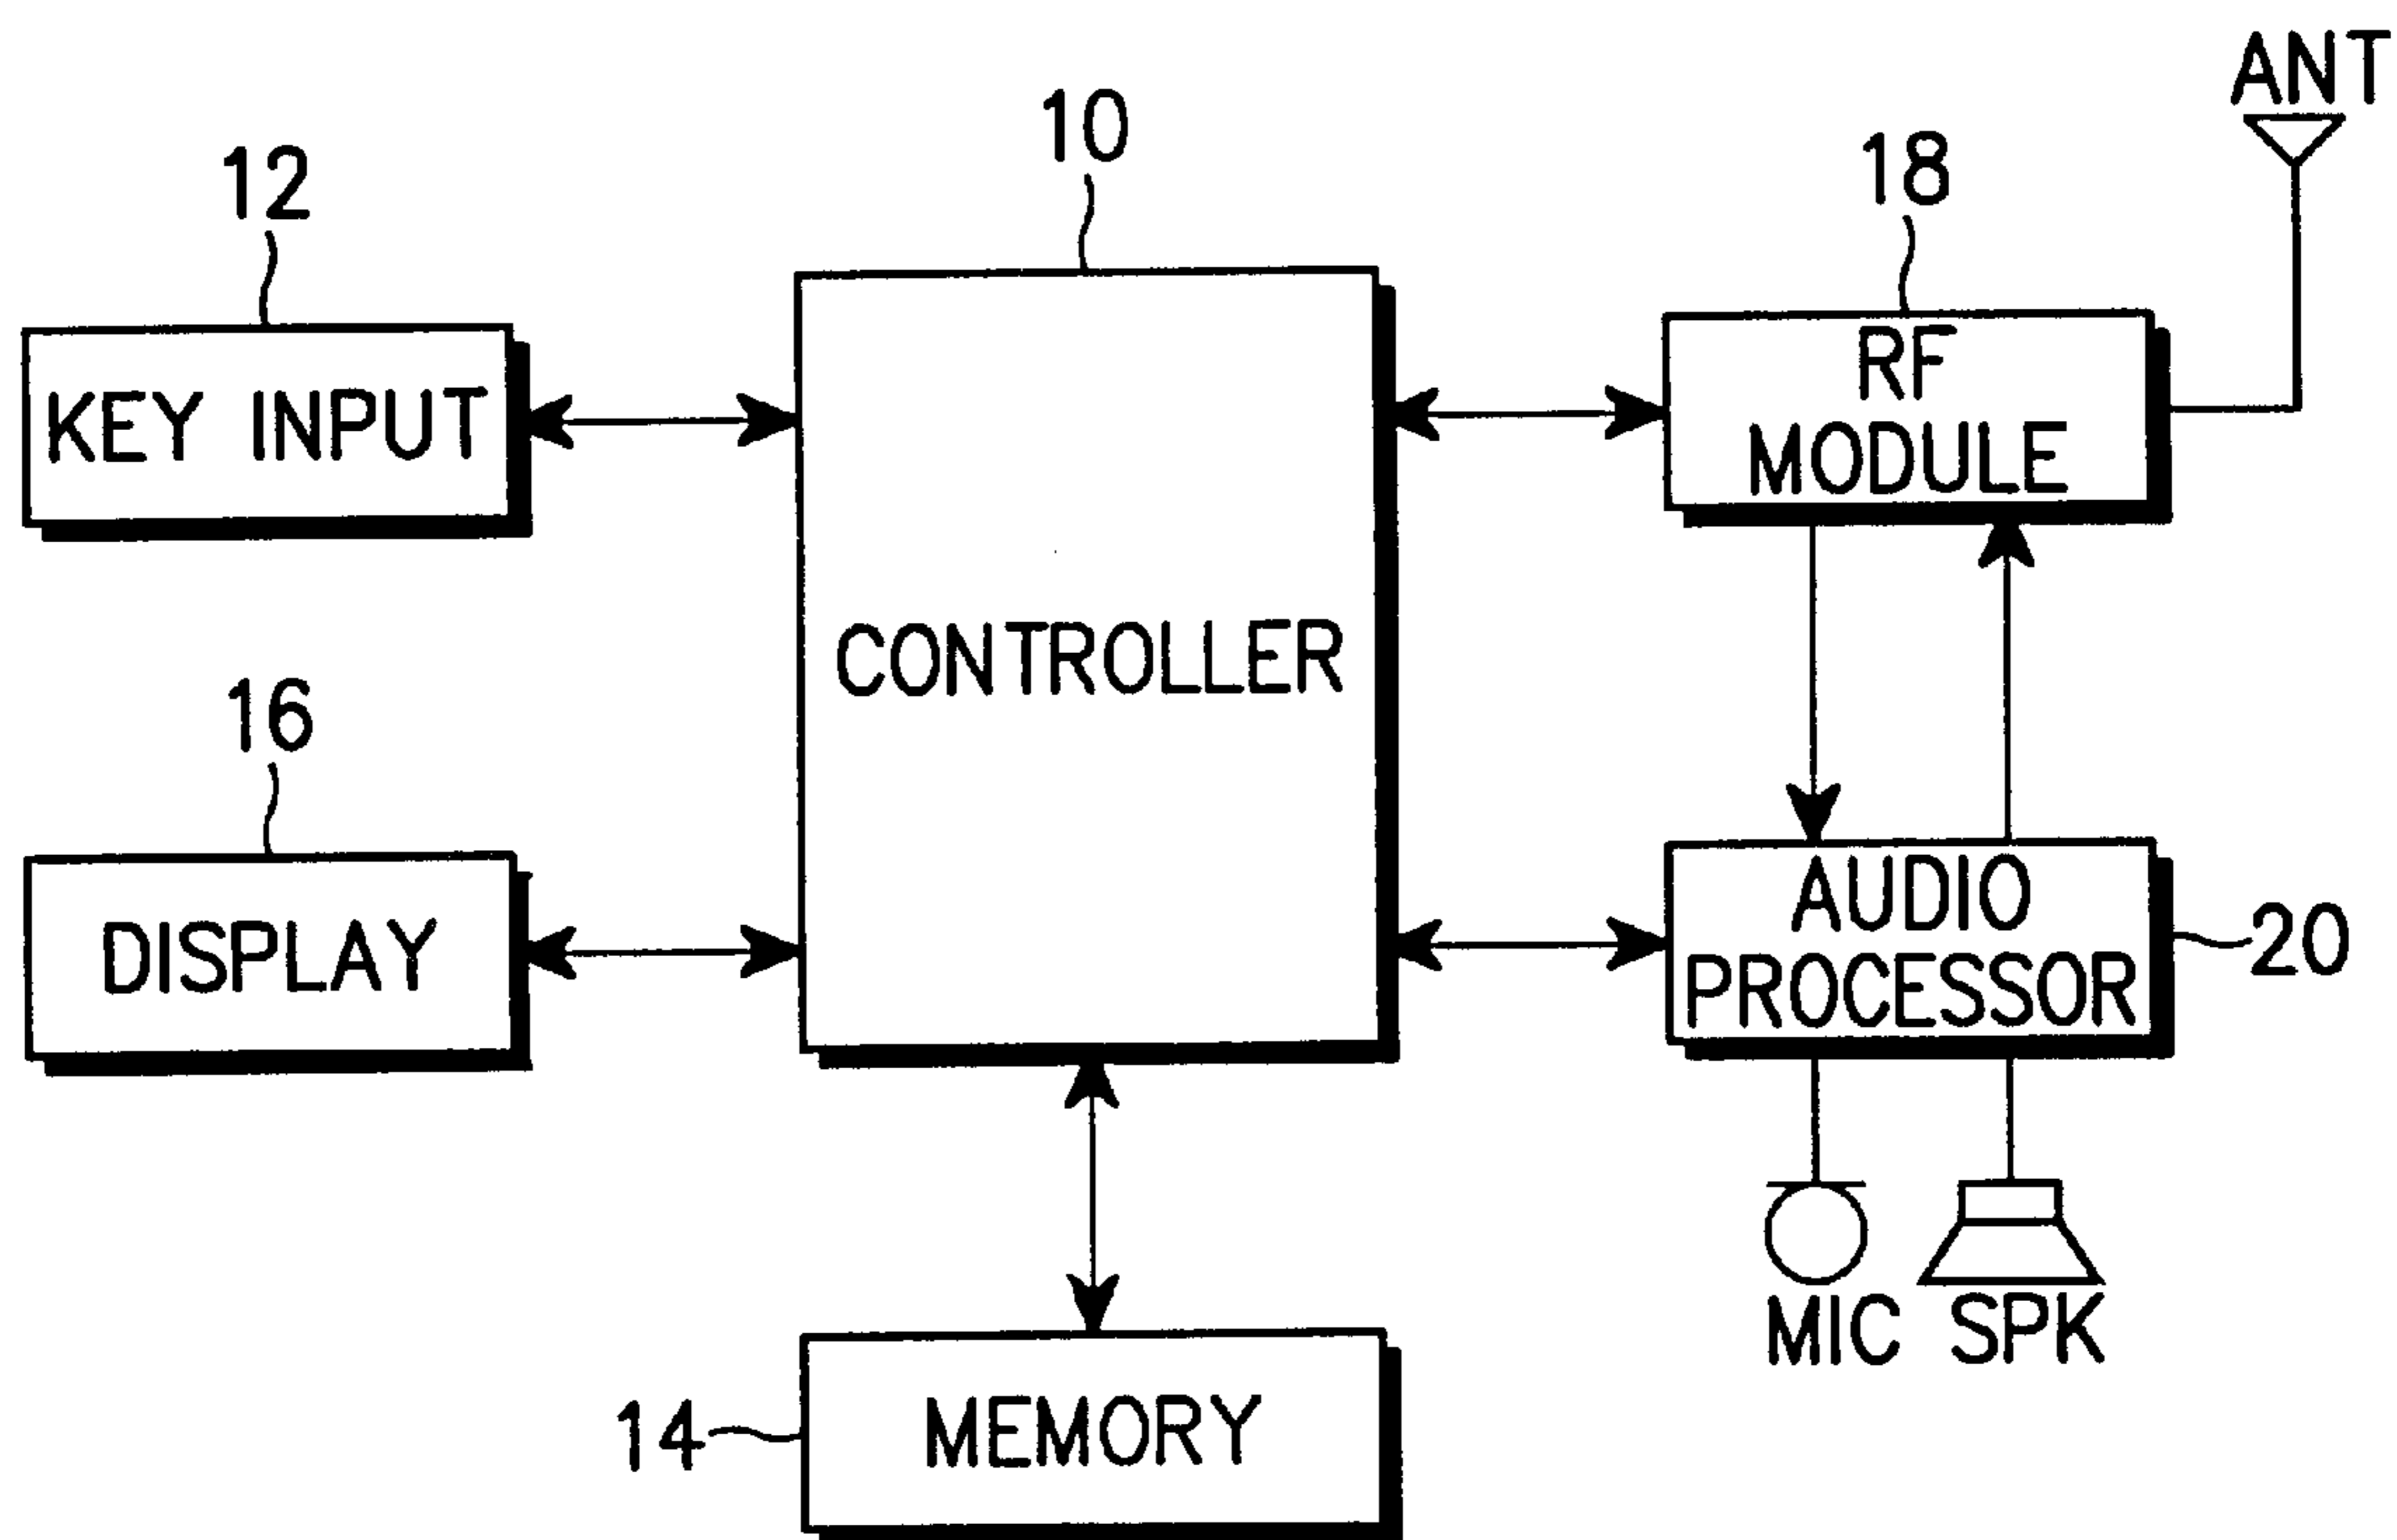 ANT
10
12
18
KEY INPUT
RF
MODULE
CONTROLLER
16
DISPLAY
AUDIO
PROCESSOR
20
MIC SPK
14
MEMORY